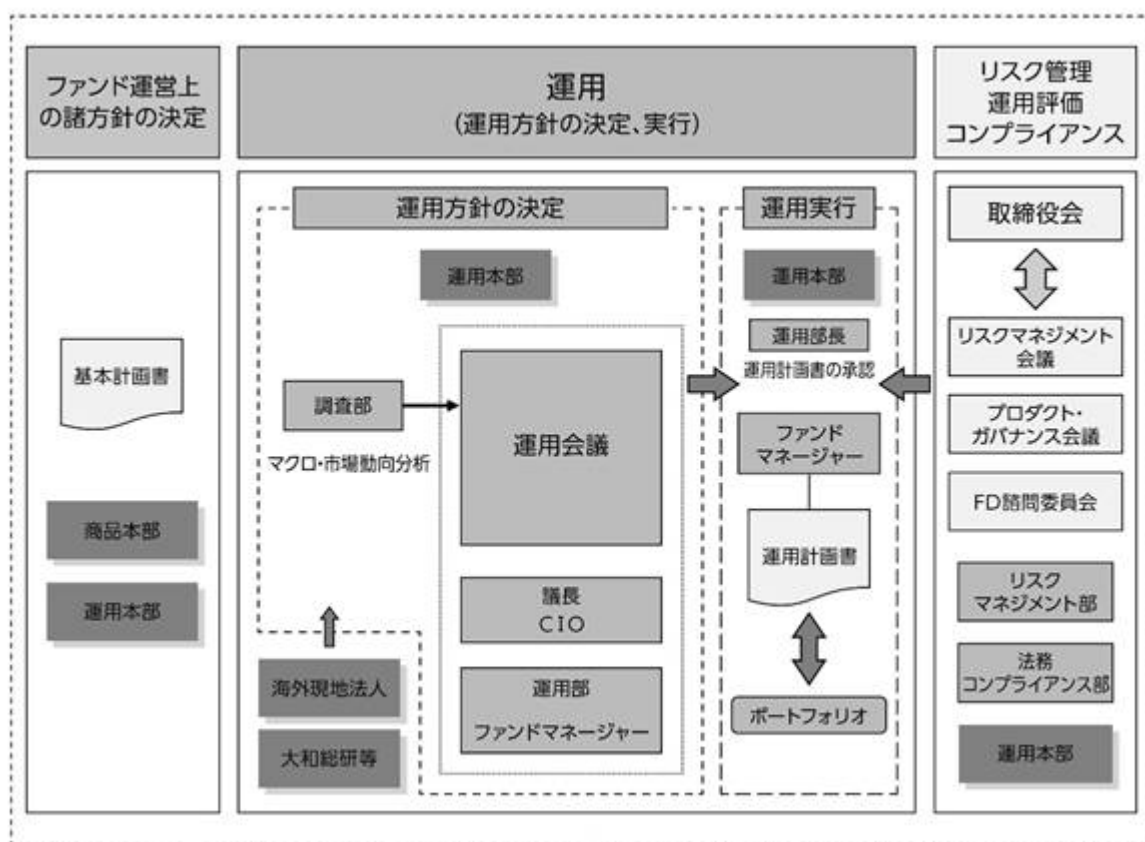 ファンド運営上
の諸方針の決定
運用
(運用方針の決定、実行)
リスク管理
運用評価
コンプライアンス
基本計画書
商品本部
運用本部
運用方針の決定
運用本部
調査部
マクロ・市場動向分析
運用会議
議長
CIO
運用部
ファンドマネージャー
海外現地法人
大和総研等
運用実行
運用本部
運用部長
運用計画書の承認
ファンド
マネージャー
運用計画書
ポートフォリオ
取締役会
リスクマネジメント
会議
プロダクト・
ガバナンス会議
FD諮問委員会
リスク
マネジメント部
法務
コンプライアンス部
運用本部